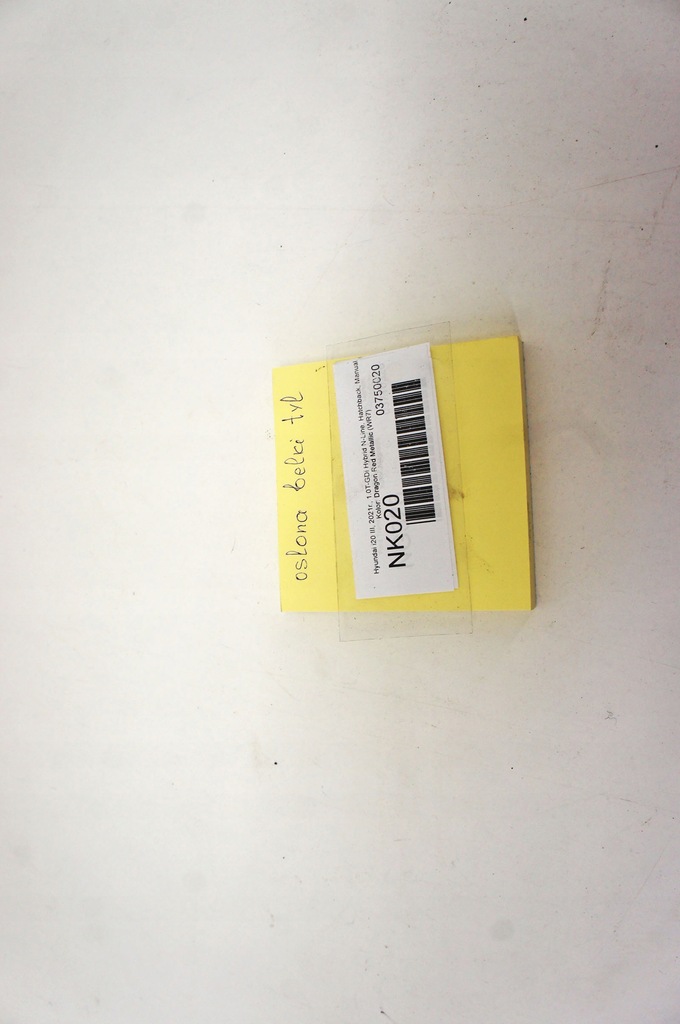 osłona belki tył
Hyundai i20 III, 2021r., 1.0T-GDi Hybrid N-Line, Hatchback, Manual
Kolor: Dragon Red Metallic (WR7)
NK020 03750020